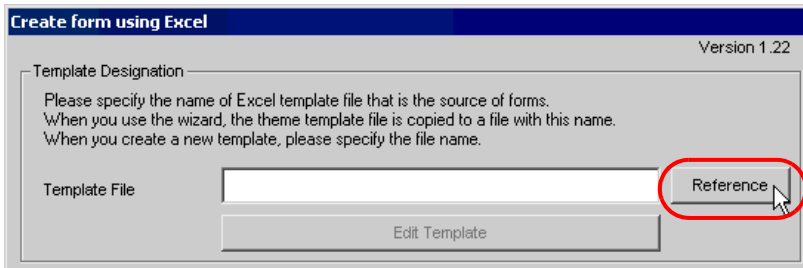 Create form using Excel
Version 1.22
Template Designation
Please specify the name of Excel template file that is the source of forms.
When you use the wizard, the theme template file is copied to a file with this name.
When you create a new template, please specify the file name.
Template File
Reference
Edit Template